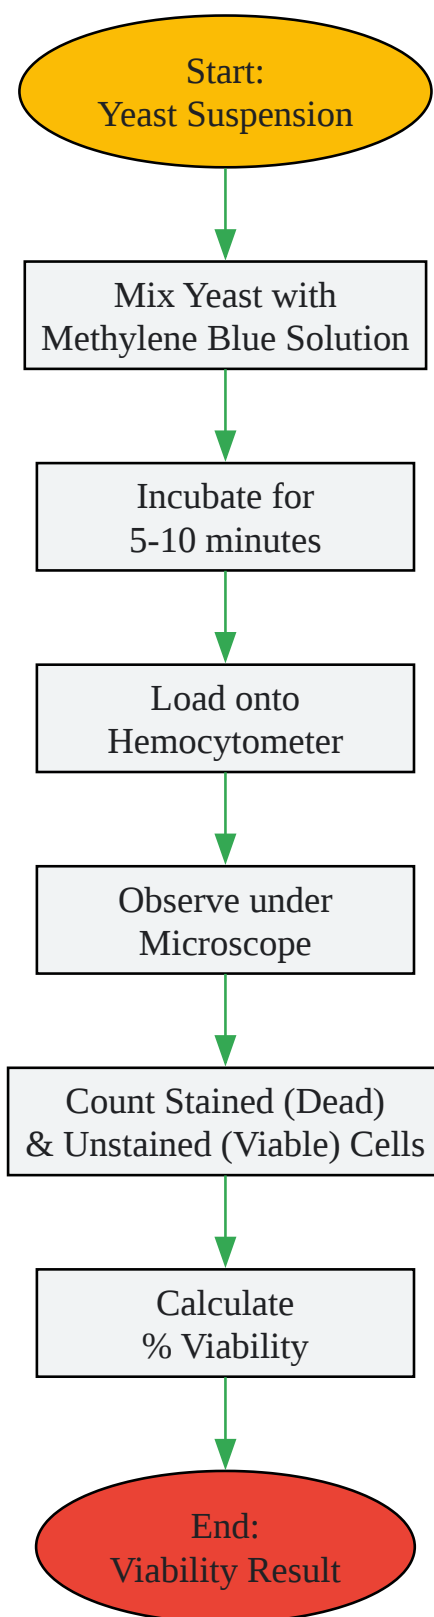 Start:
Yeast Suspension
Mix Yeast with
Methylene Blue Solution
Incubate for
5-10 minutes
Load onto
Hemocytometer
Observe under
Microscope
Count Stained (Dead)
& Unstained (Viable) Cells
Calculate
% Viability
End:
Viability Result